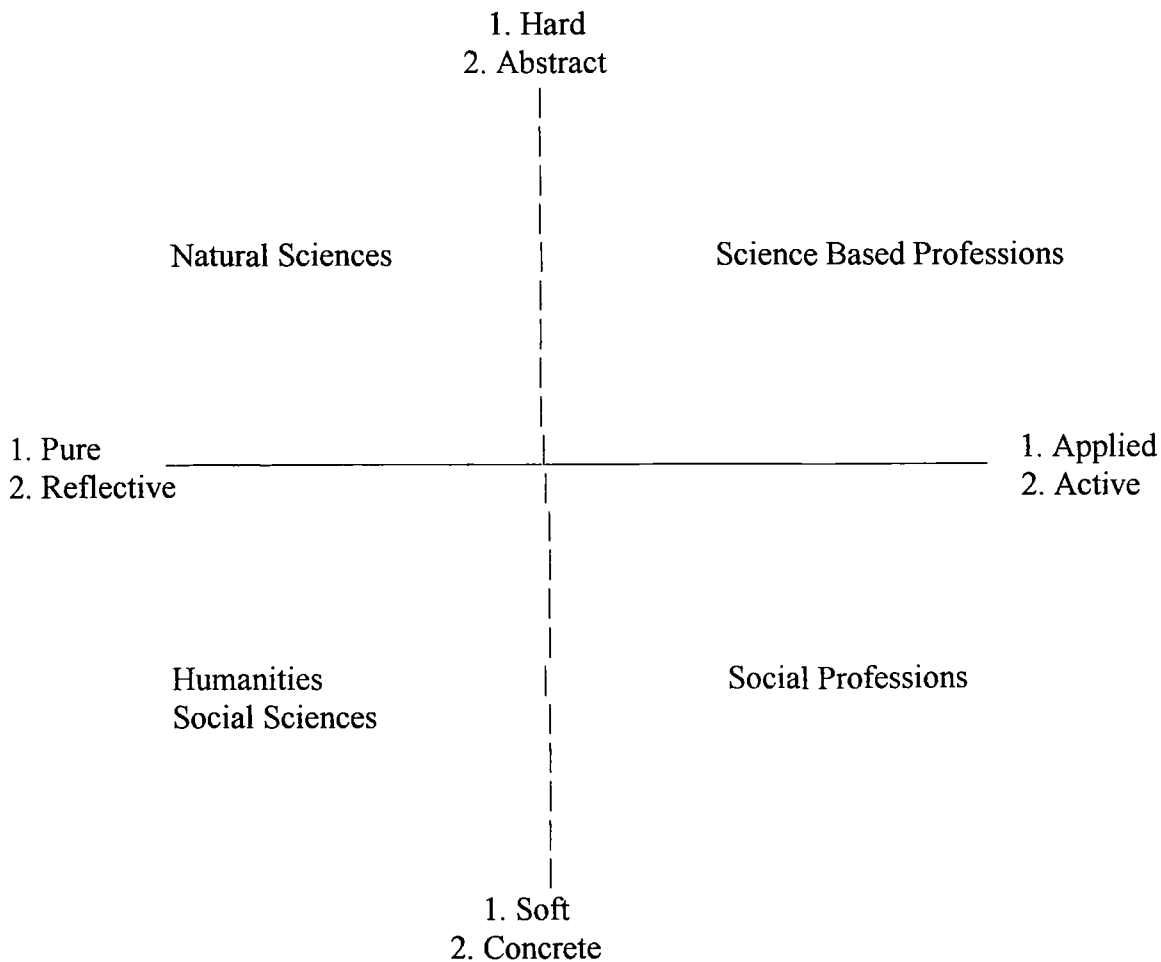 1. Hard
2. Abstract
Natural Sciences
Science Based Professions
1. Pure
2. Reflective
1. Applied
2. Active
Humanities
Social Sciences
Social Professions
1. Soft
2. Concrete